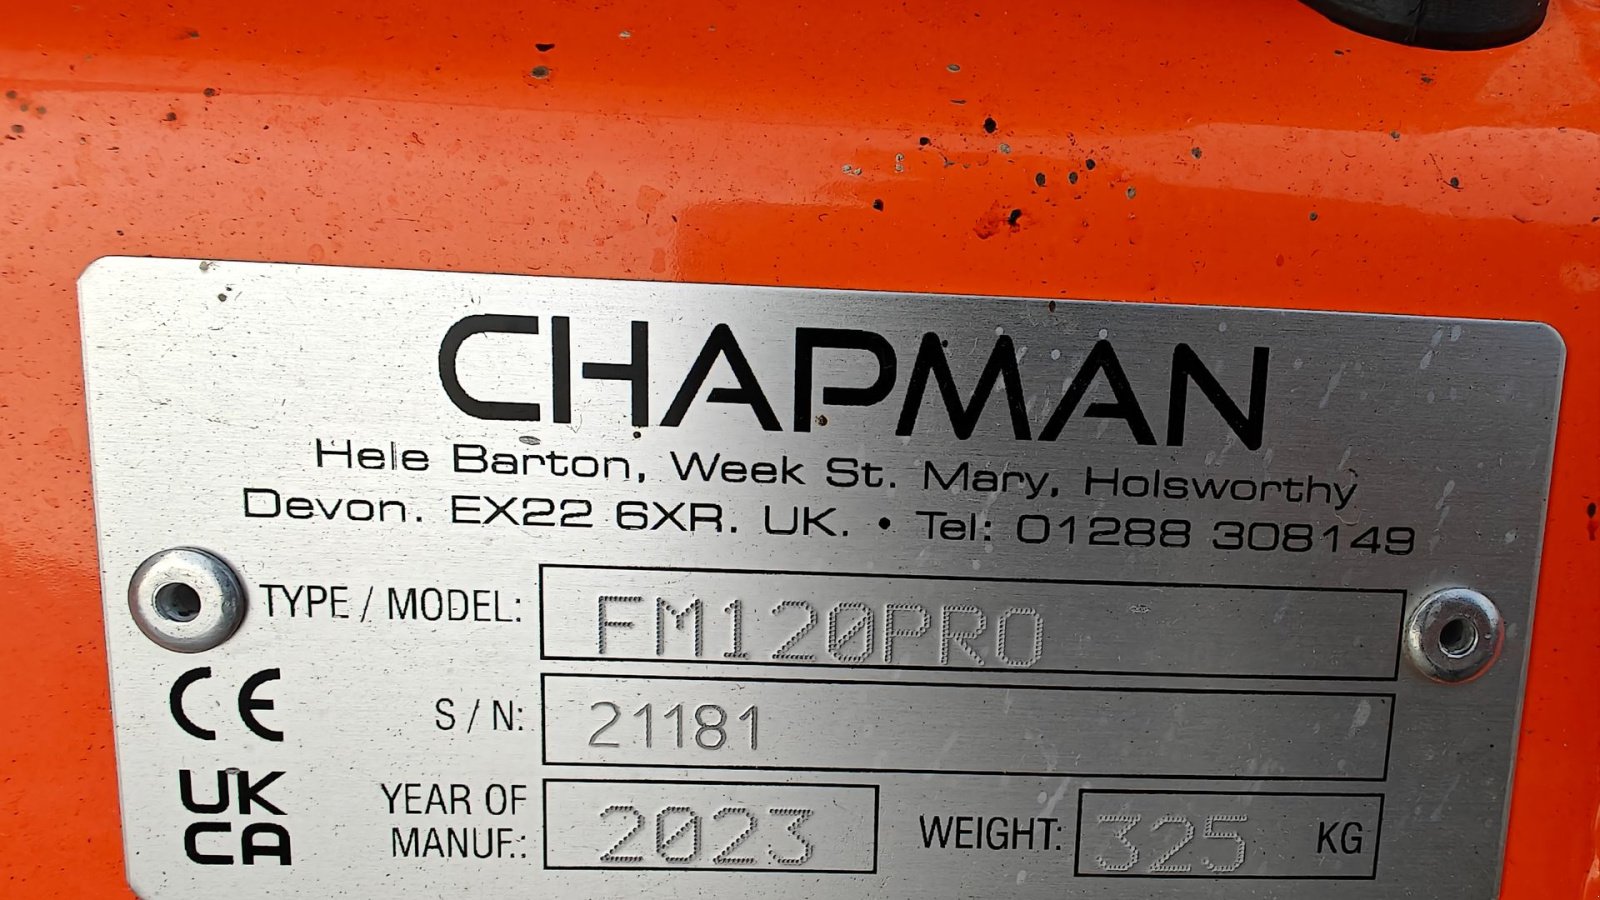 CHAPMAN
Hele Barton, Week St. Mary, Holsworthy
Devon. EX22 6XR. UK. • Tel: 01288 308149
TYPE / MODEL: FM120PRO
CE
S / N: 21181
UK
CA
YEAR OF
MANUF.: 2023
WEIGHT: 325 KG